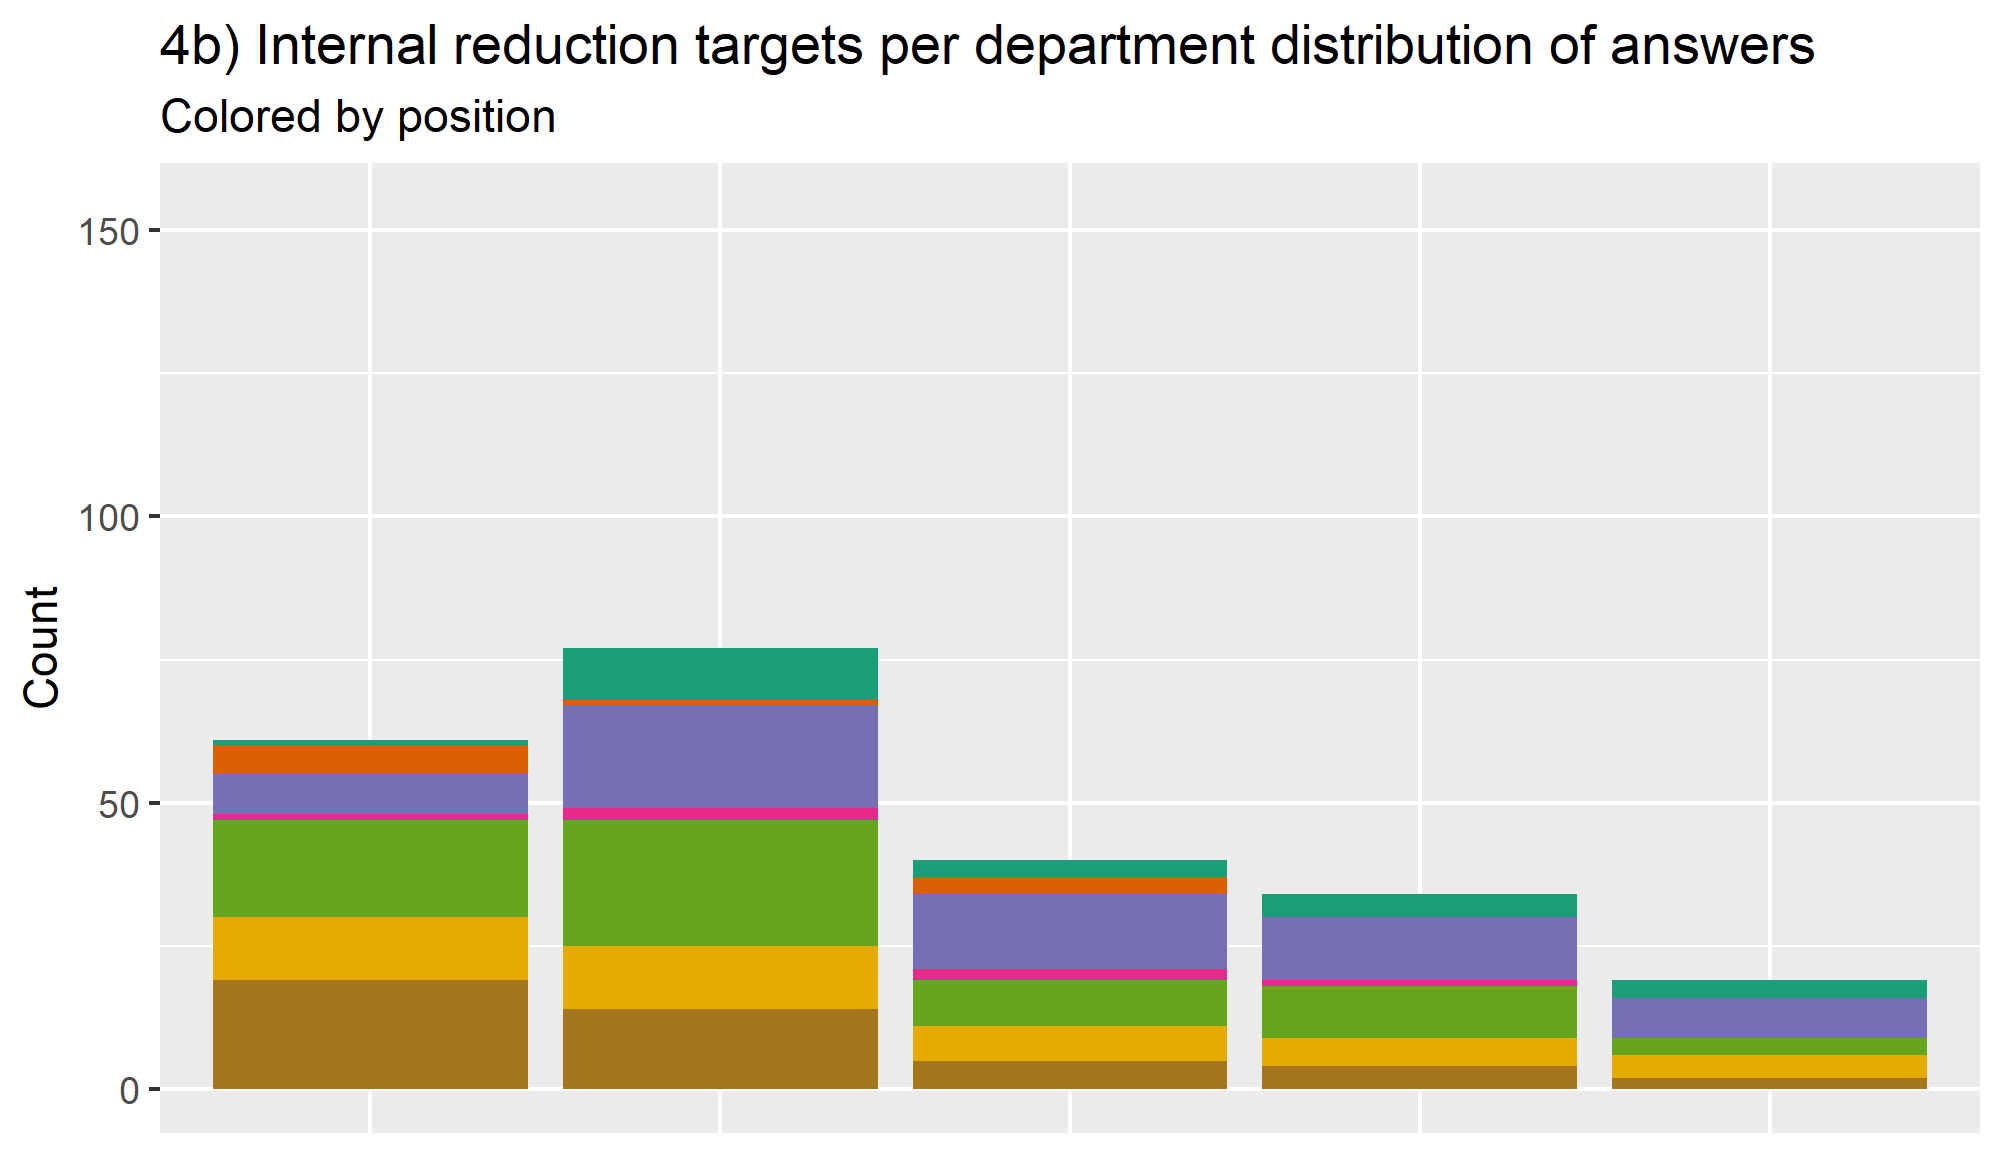 4b) Internal reduction targets per department distribution of answers
Colored by position
150
100
50
0
Count